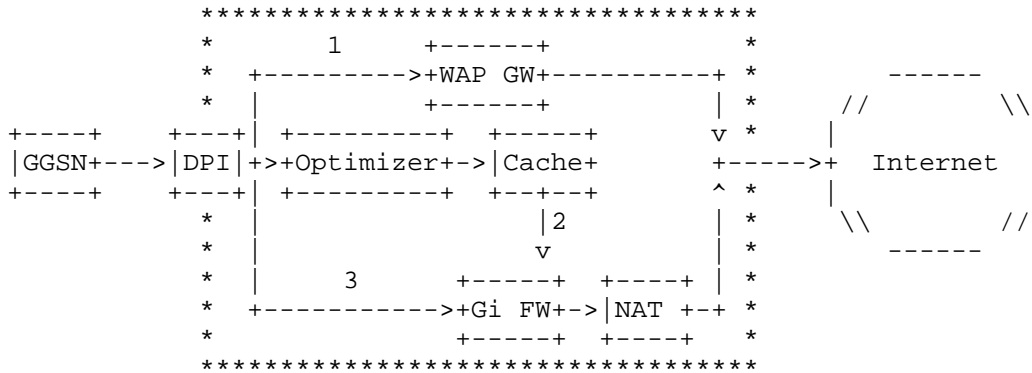 1
WAP GW
GGSN DPI Optimizer Cache Internet
2
3
Gi FW NAT